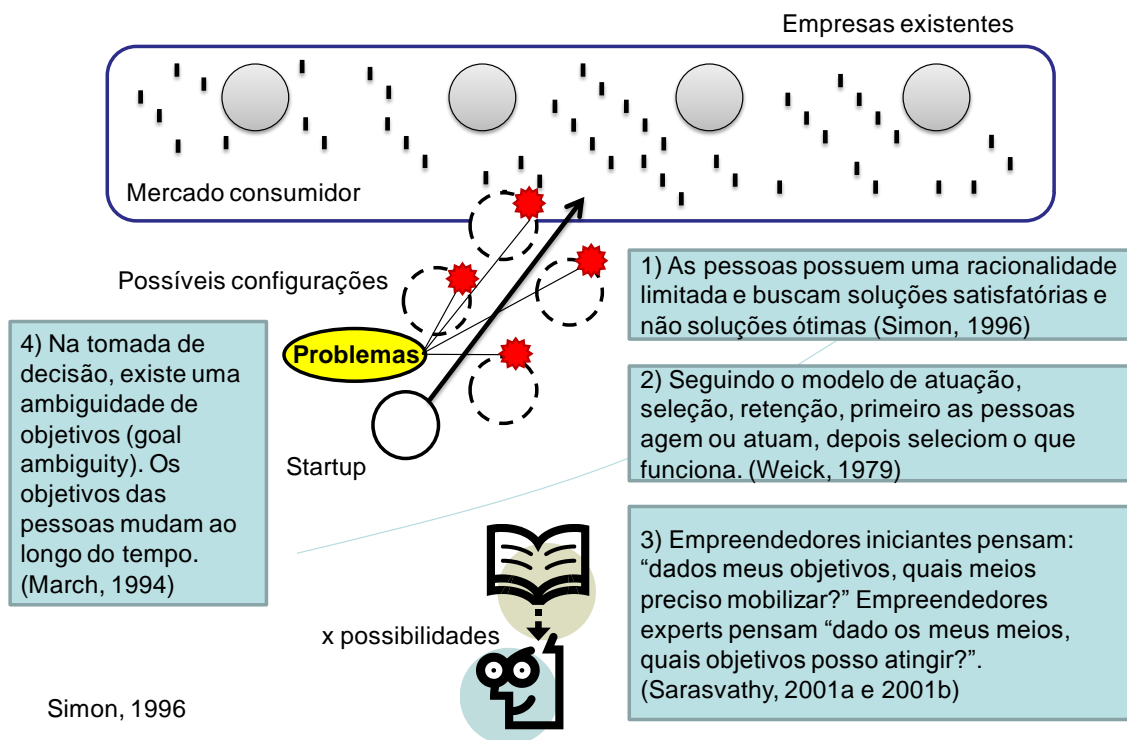 Empresas existentes
Mercado consumidor
Possíveis configurações
1) As pessoas possuem uma racionalidade
limitada e buscam soluções satisfatórias e
não soluções ótimas (Simon, 1996)
4) Na tomada de
decisão, existe uma
ambiguidade de
objetivos (goal
ambiguity). Os
objetivos das
pessoas mudam ao
longo do tempo.
(March, 1994)
Problemas
2) Seguindo o modelo de atuação,
seleção, retenção, primeiro as pessoas
agem ou atuam, depois seleciom o que
funciona. (Weick, 1979)
Startup
3) Empreendedores iniciantes pensam:
“dados meus objetivos, quais meios
preciso mobilizar?” Empreendedores
experts pensam “dado os meus meios,
quais objetivos posso atingir?”.
(Sarasvathy, 2001a e 2001b)
x possibilidades
Simon, 1996